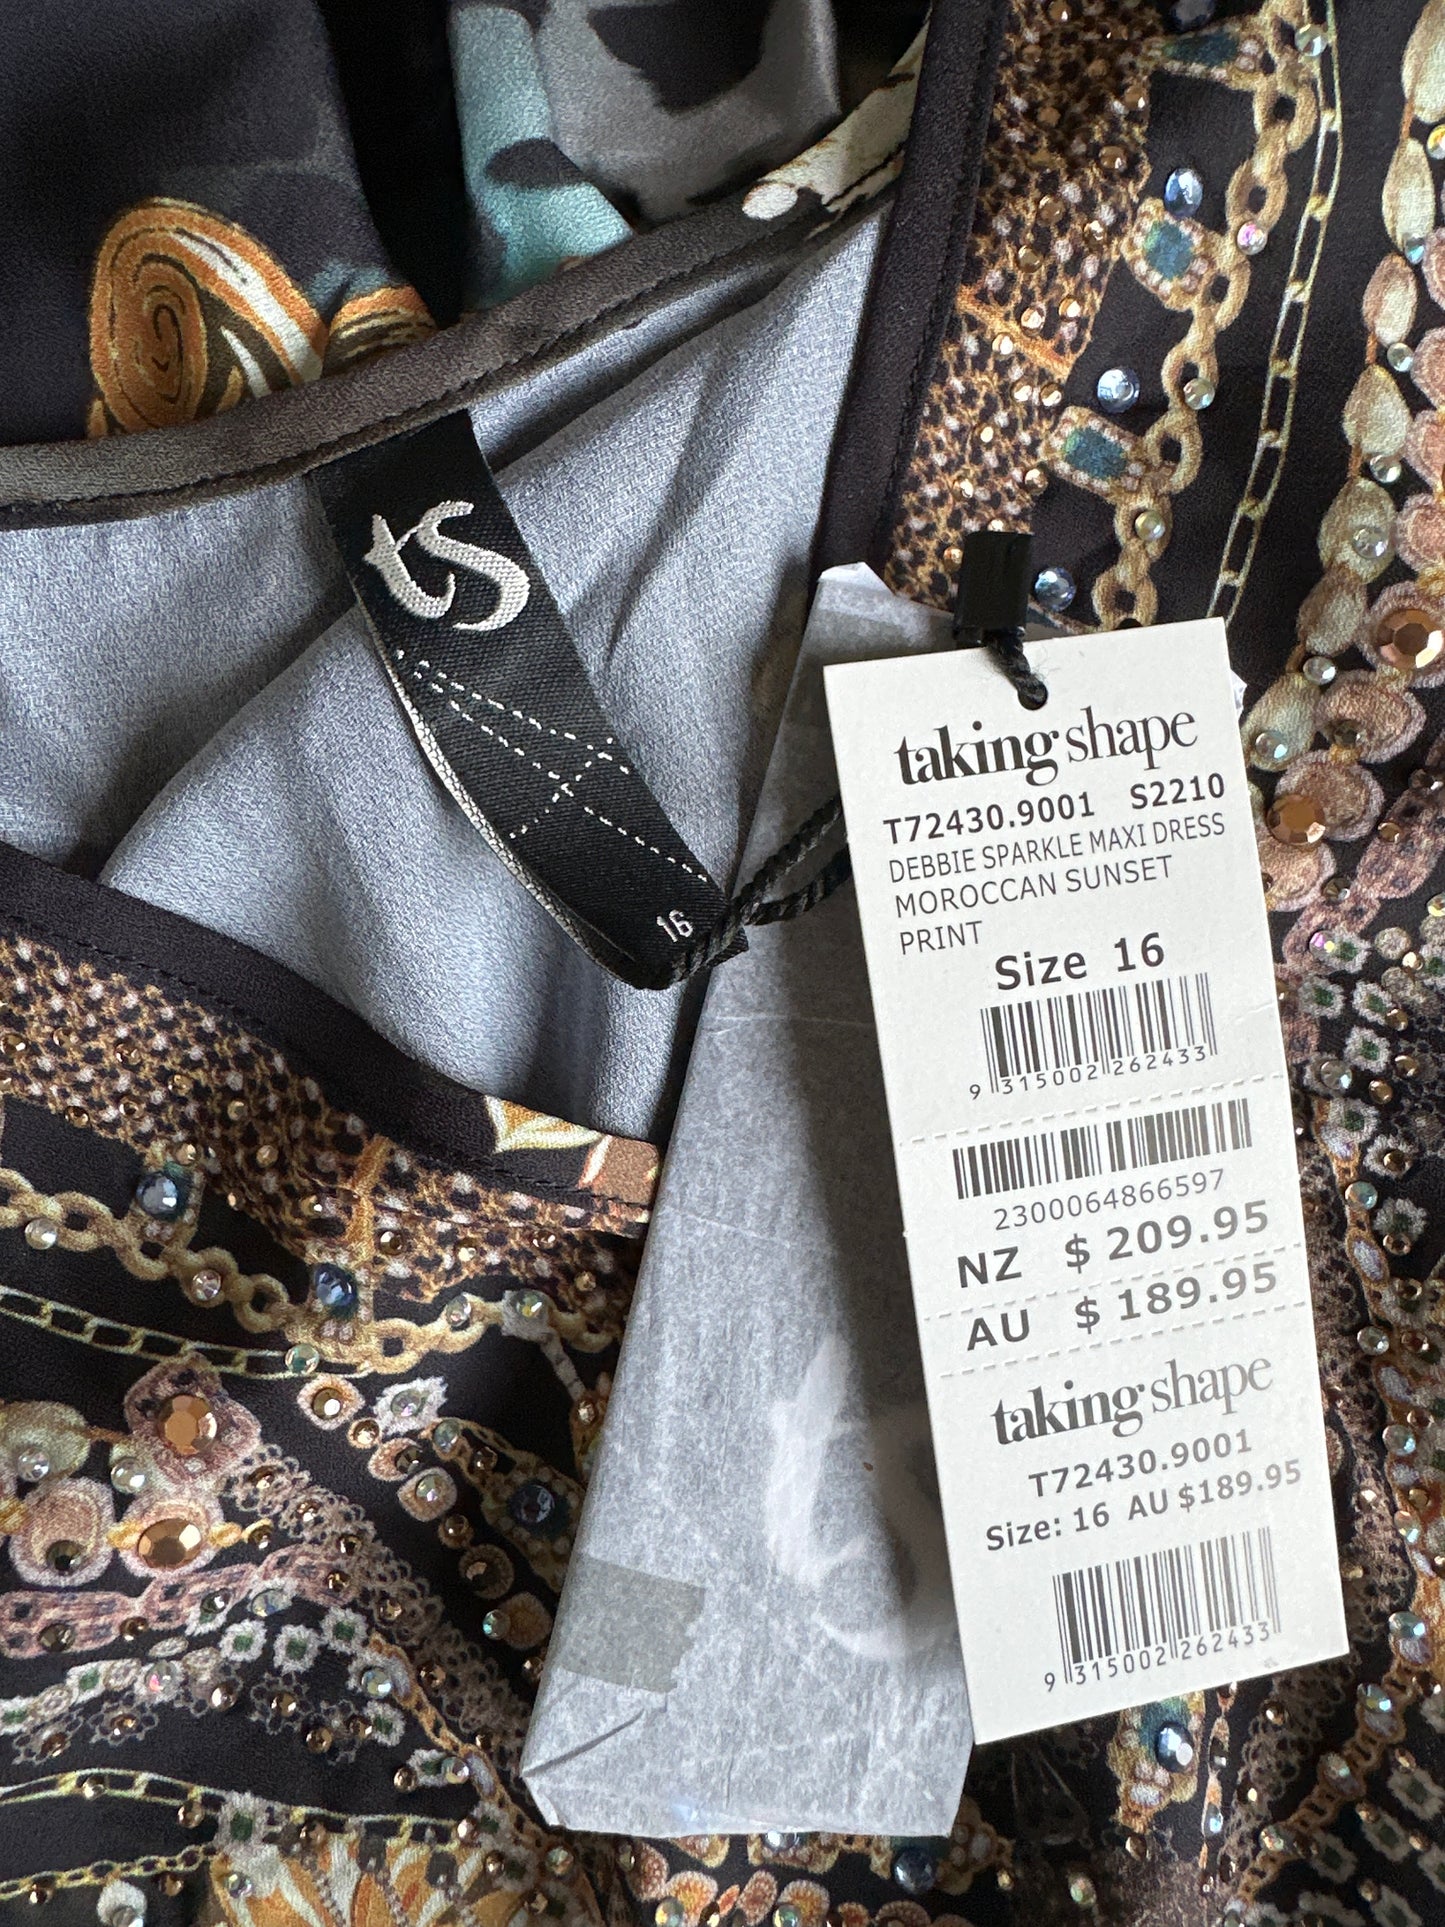 ts
16
taking shape
T72430.9001 S2210
DEBBIE SPARKLE MAXI DRESS
MOROCCAN SUNSET
PRINT
Size 16
9 315002 262433
2300064866597
NZ $ 209.95
AU $ 189.95
taking shape
T72430.9001
Size: 16 AU $189.95
9 315002 262433